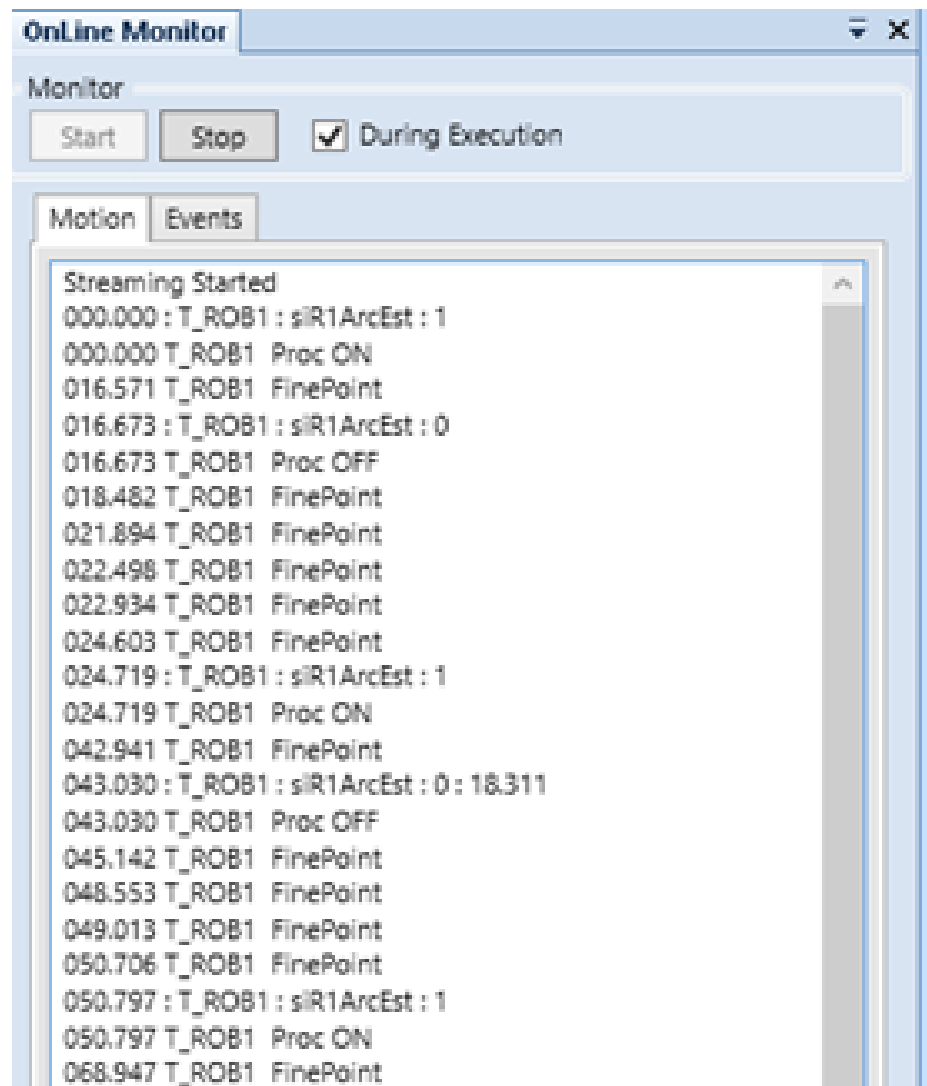 OnLine Monitor
Monitor
Start Stop During Execution
Motion Events
Streaming Started
000.000 : T_ROB1 : siR1ArcEst : 1
000.000 T_ROB1 Proc ON
016.571 T_ROB1 FinePoint
016.673 : T_ROB1 : siR1ArcEst : 0
016.673 T_ROB1 Proc OFF
018.482 T_ROB1 FinePoint
021.894 T_ROB1 FinePoint
022.498 T_ROB1 FinePoint
022.934 T_ROB1 FinePoint
024.603 T_ROB1 FinePoint
024.719 : T_ROB1 : siR1ArcEst : 1
024.719 T_ROB1 Proc ON
042.941 T_ROB1 FinePoint
043.030 : T_ROB1 : siR1ArcEst : 0 : 18.311
043.030 T_ROB1 Proc OFF
045.142 T_ROB1 FinePoint
048.553 T_ROB1 FinePoint
049.013 T_ROB1 FinePoint
050.706 T_ROB1 FinePoint
050.797 : T_ROB1 : siR1ArcEst : 1
050.797 T_ROB1 Proc ON
068.947 T_ROB1 FinePoint